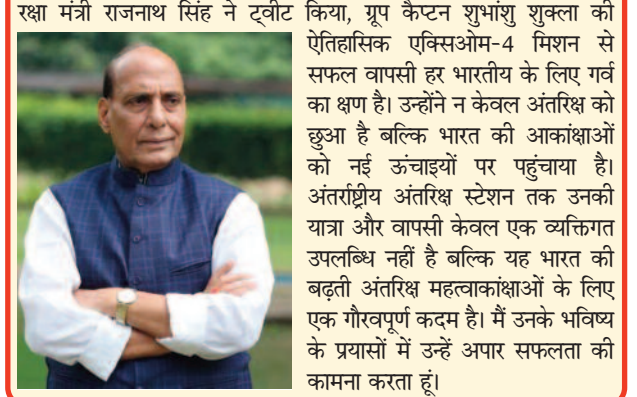 रक्षा मंत्री राजनाथ सिंह ने ट्वीट किया, ग्रूप कैप्टन शुभांशु शुक्ला की
ऐतिहासिक एक्सिओम-4 मिशन से
सफल वापसी हर भारतीय के लिए गर्व
का क्षण है। उन्होंने न केवल अंतरिक्ष को
छुआ है बल्कि भारत की आकांक्षाओं
को नई ऊंचाइयों पर पहुंचाया है।
अंतर्राष्ट्रीय अंतरिक्ष स्टेशन तक उनकी
यात्रा और वापसी केवल एक व्यक्तिगत
उपलब्धि नहीं है बल्कि यह भारत की
बढ़ती अंतरिक्ष महत्वाकांक्षाओं के लिए
एक गौरवपूर्ण कदम है। मैं उनके भविष्य
के प्रयासों में उन्हें अपार सफलता की
कामना करता हूं।